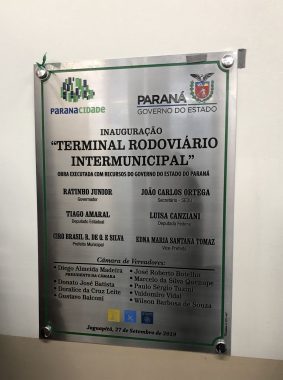 PARANACIDADE
PARANÁ
GOVERNO DO ESTADO
INAUGURAÇÃO
"TERMINAL RODOVIÁRIO
INTERMUNICIPAL"
OBRA EXECUTADA COM RECURSOS DO GOVERNO DO ESTADO DO PARANÁ
RATINHO JUNIOR
Governador
JOÃO CARLOS ORTEGA
Secretário - SEDU
TIAGO AMARAL
Deputado Estadual
LUISA CANZIANI
Deputada Federal
CIRO BRASIL R. DE O. E SILVA
Prefeito Municipal
EDNA MARIA SANTANA TOMAZ
Vice Prefeita
Câmara de Vereadores:
• Diego Almeida Madeira
PRESIDENTE DA CÂMARA
• Donato José Batista
• Doralice da Cruz Leite
• Gustavo Balconi
• José Roberto Botelho
• Marcelo da Silva
• Paulo Sérgio
• Valdomiro Vidal
• Wilson Barbosa de Souza
Jaguapitã, 27 de Setembro de 2019